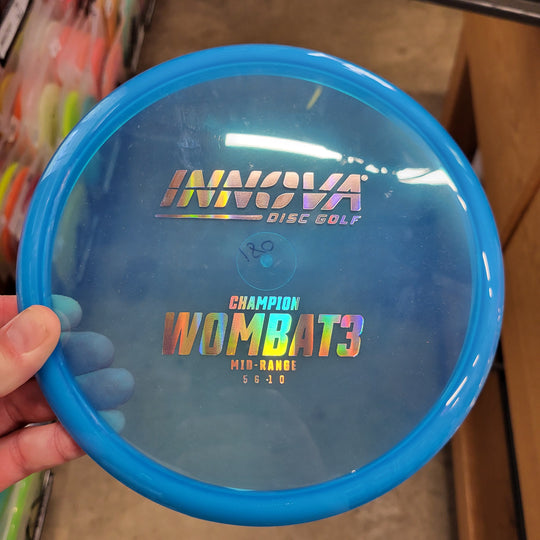 INNOVA®
DISC GOLF
180
CHAMPION
WOMBAT3
MID-RANGE
5 6 -1 0